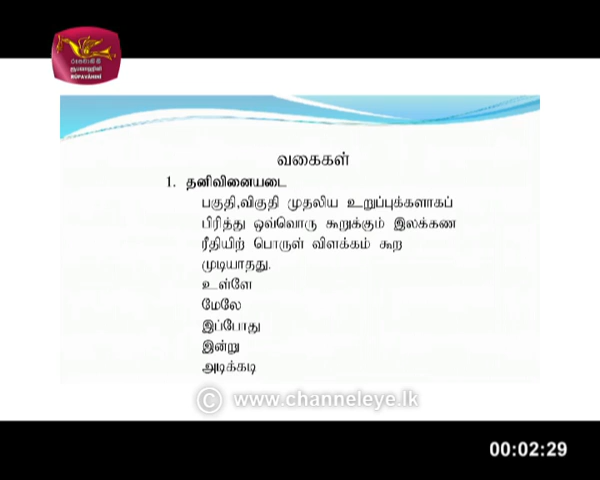 RUPAVAHINI
வகைகள்
1. தனிவினையடை
பகுதி,விகுதி முதலிய உறுப்புக்களாகப்
பிரித்து ஒவ்வொரு கூறுக்கும் இலக்கண
ரீதியிற் பொருள் விளக்கம் கூற
முடியாதது.
உள்ளே
மேலே
இப்போது
இன்று
அடிக்கடி
© www.channeleye.lk
00:02:29